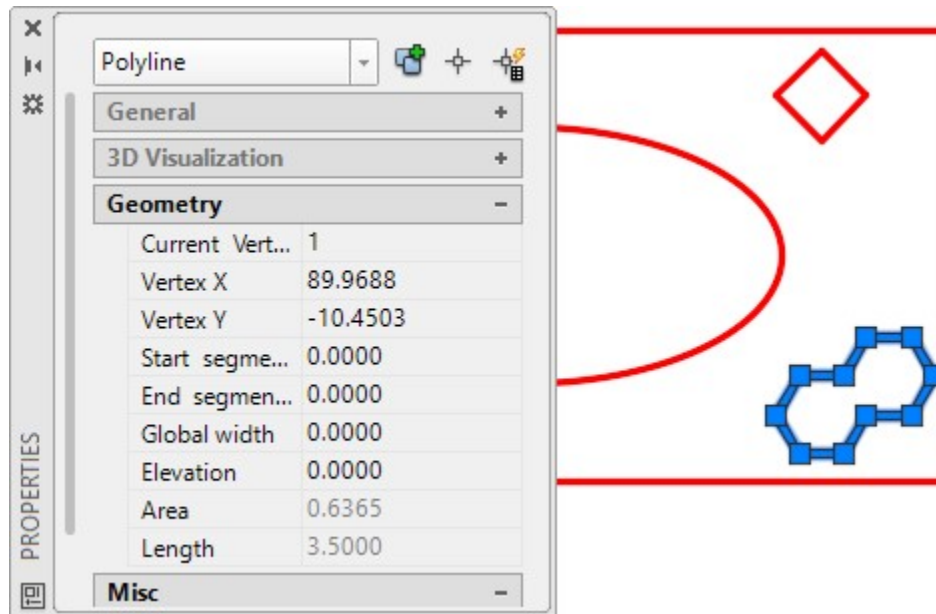 Polyline
General
3D Visualization
Geometry
Current Vert... 1
Vertex X 89.9688
Vertex Y -10.4503
Start segme... 0.0000
End segmen... 0.0000
Global width 0.0000
Elevation 0.0000
Area 0.6365
Length 3.5000
Misc
PROPERTIES